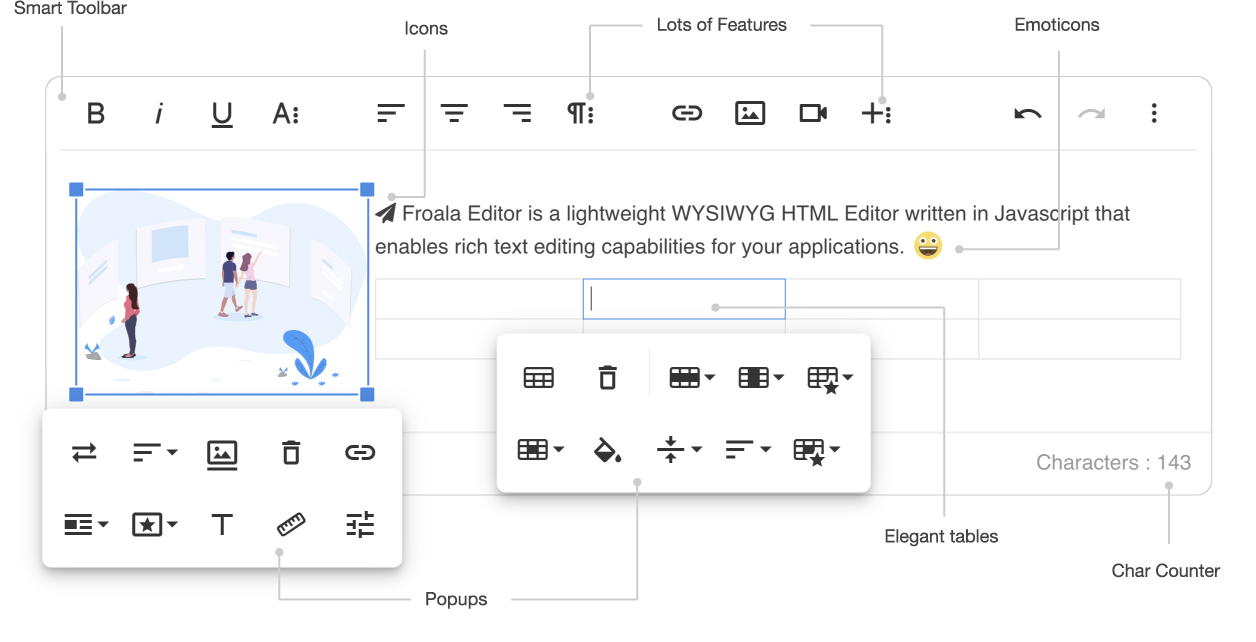 Smart Toolbar
Icons
Lots of Features
Emoticons
Froala Editor is a lightweight WYSIWYG HTML Editor written in Javascript that
enables rich text editing capabilities for your applications. 😀
Characters : 143
Elegant tables
Char Counter
Popups